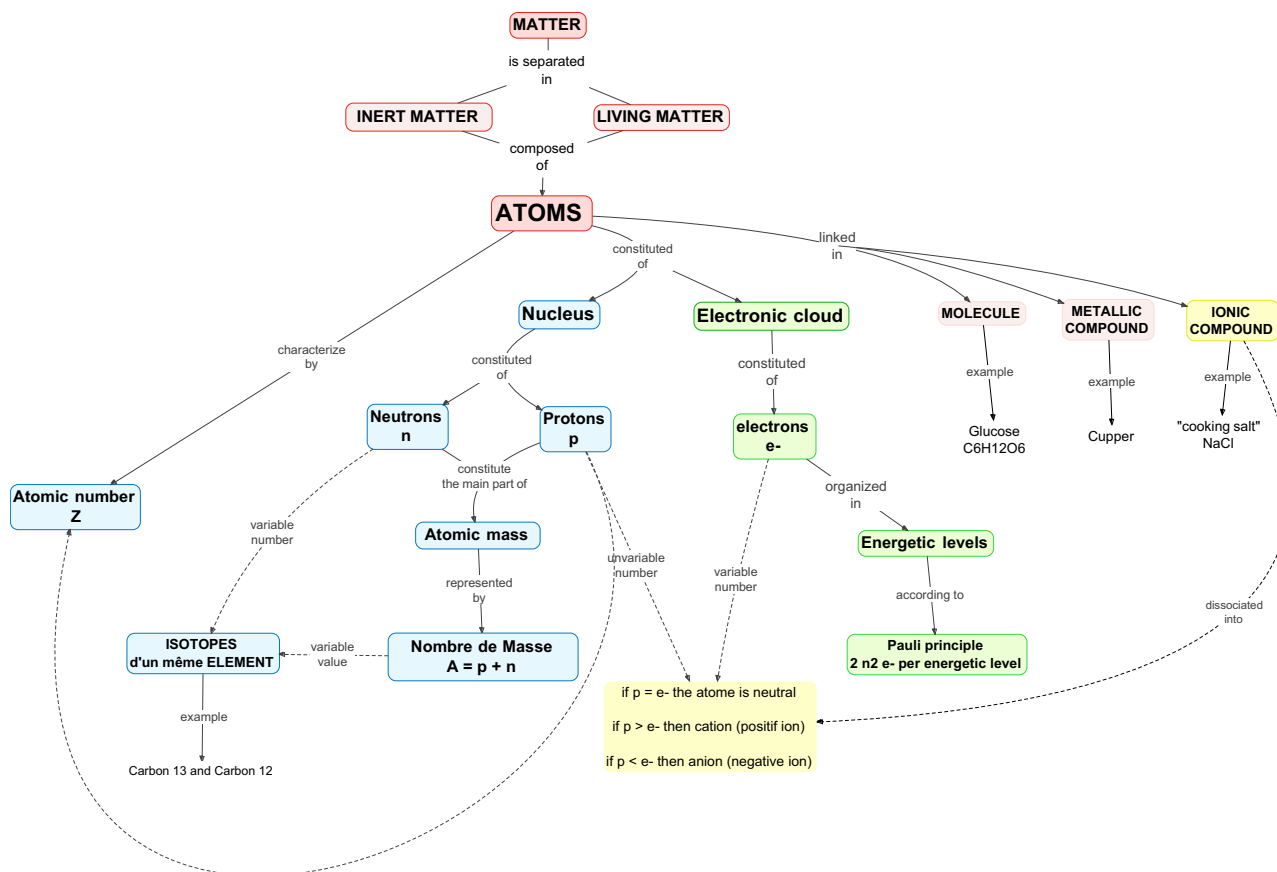 MATTER
is separated
in
INERT MATTER
LIVING MATTER
composed
of
ATOMS
linked
in
constituted
of
Nucleus
Electronic cloud
MOLECULE
METALLIC
COMPOUND
IONIC
COMPOUND
characterize
by
constituted
of
constituted
of
example
example
example
Neutrons
n
Protons
p
electrons
e-
Glucose
C6H12O6
Cupper
"cooking salt"
NaCl
constitute
the main part of
organized
in
Atomic number
Z
variable
number
Atomic mass
unvariable
number
variable
number
Energetic levels
represented
by
according to
dissociated
into
ISOTOPES
d'un même ELEMENT
variable
value
Nombre de Masse
A = p + n
Pauli principle
2 n2 e- per energetic level
example
if p = e- the atome is neutral
if p > e- then cation (positif ion)
if p < e- then anion (negative ion)
Carbon 13 and Carbon 12